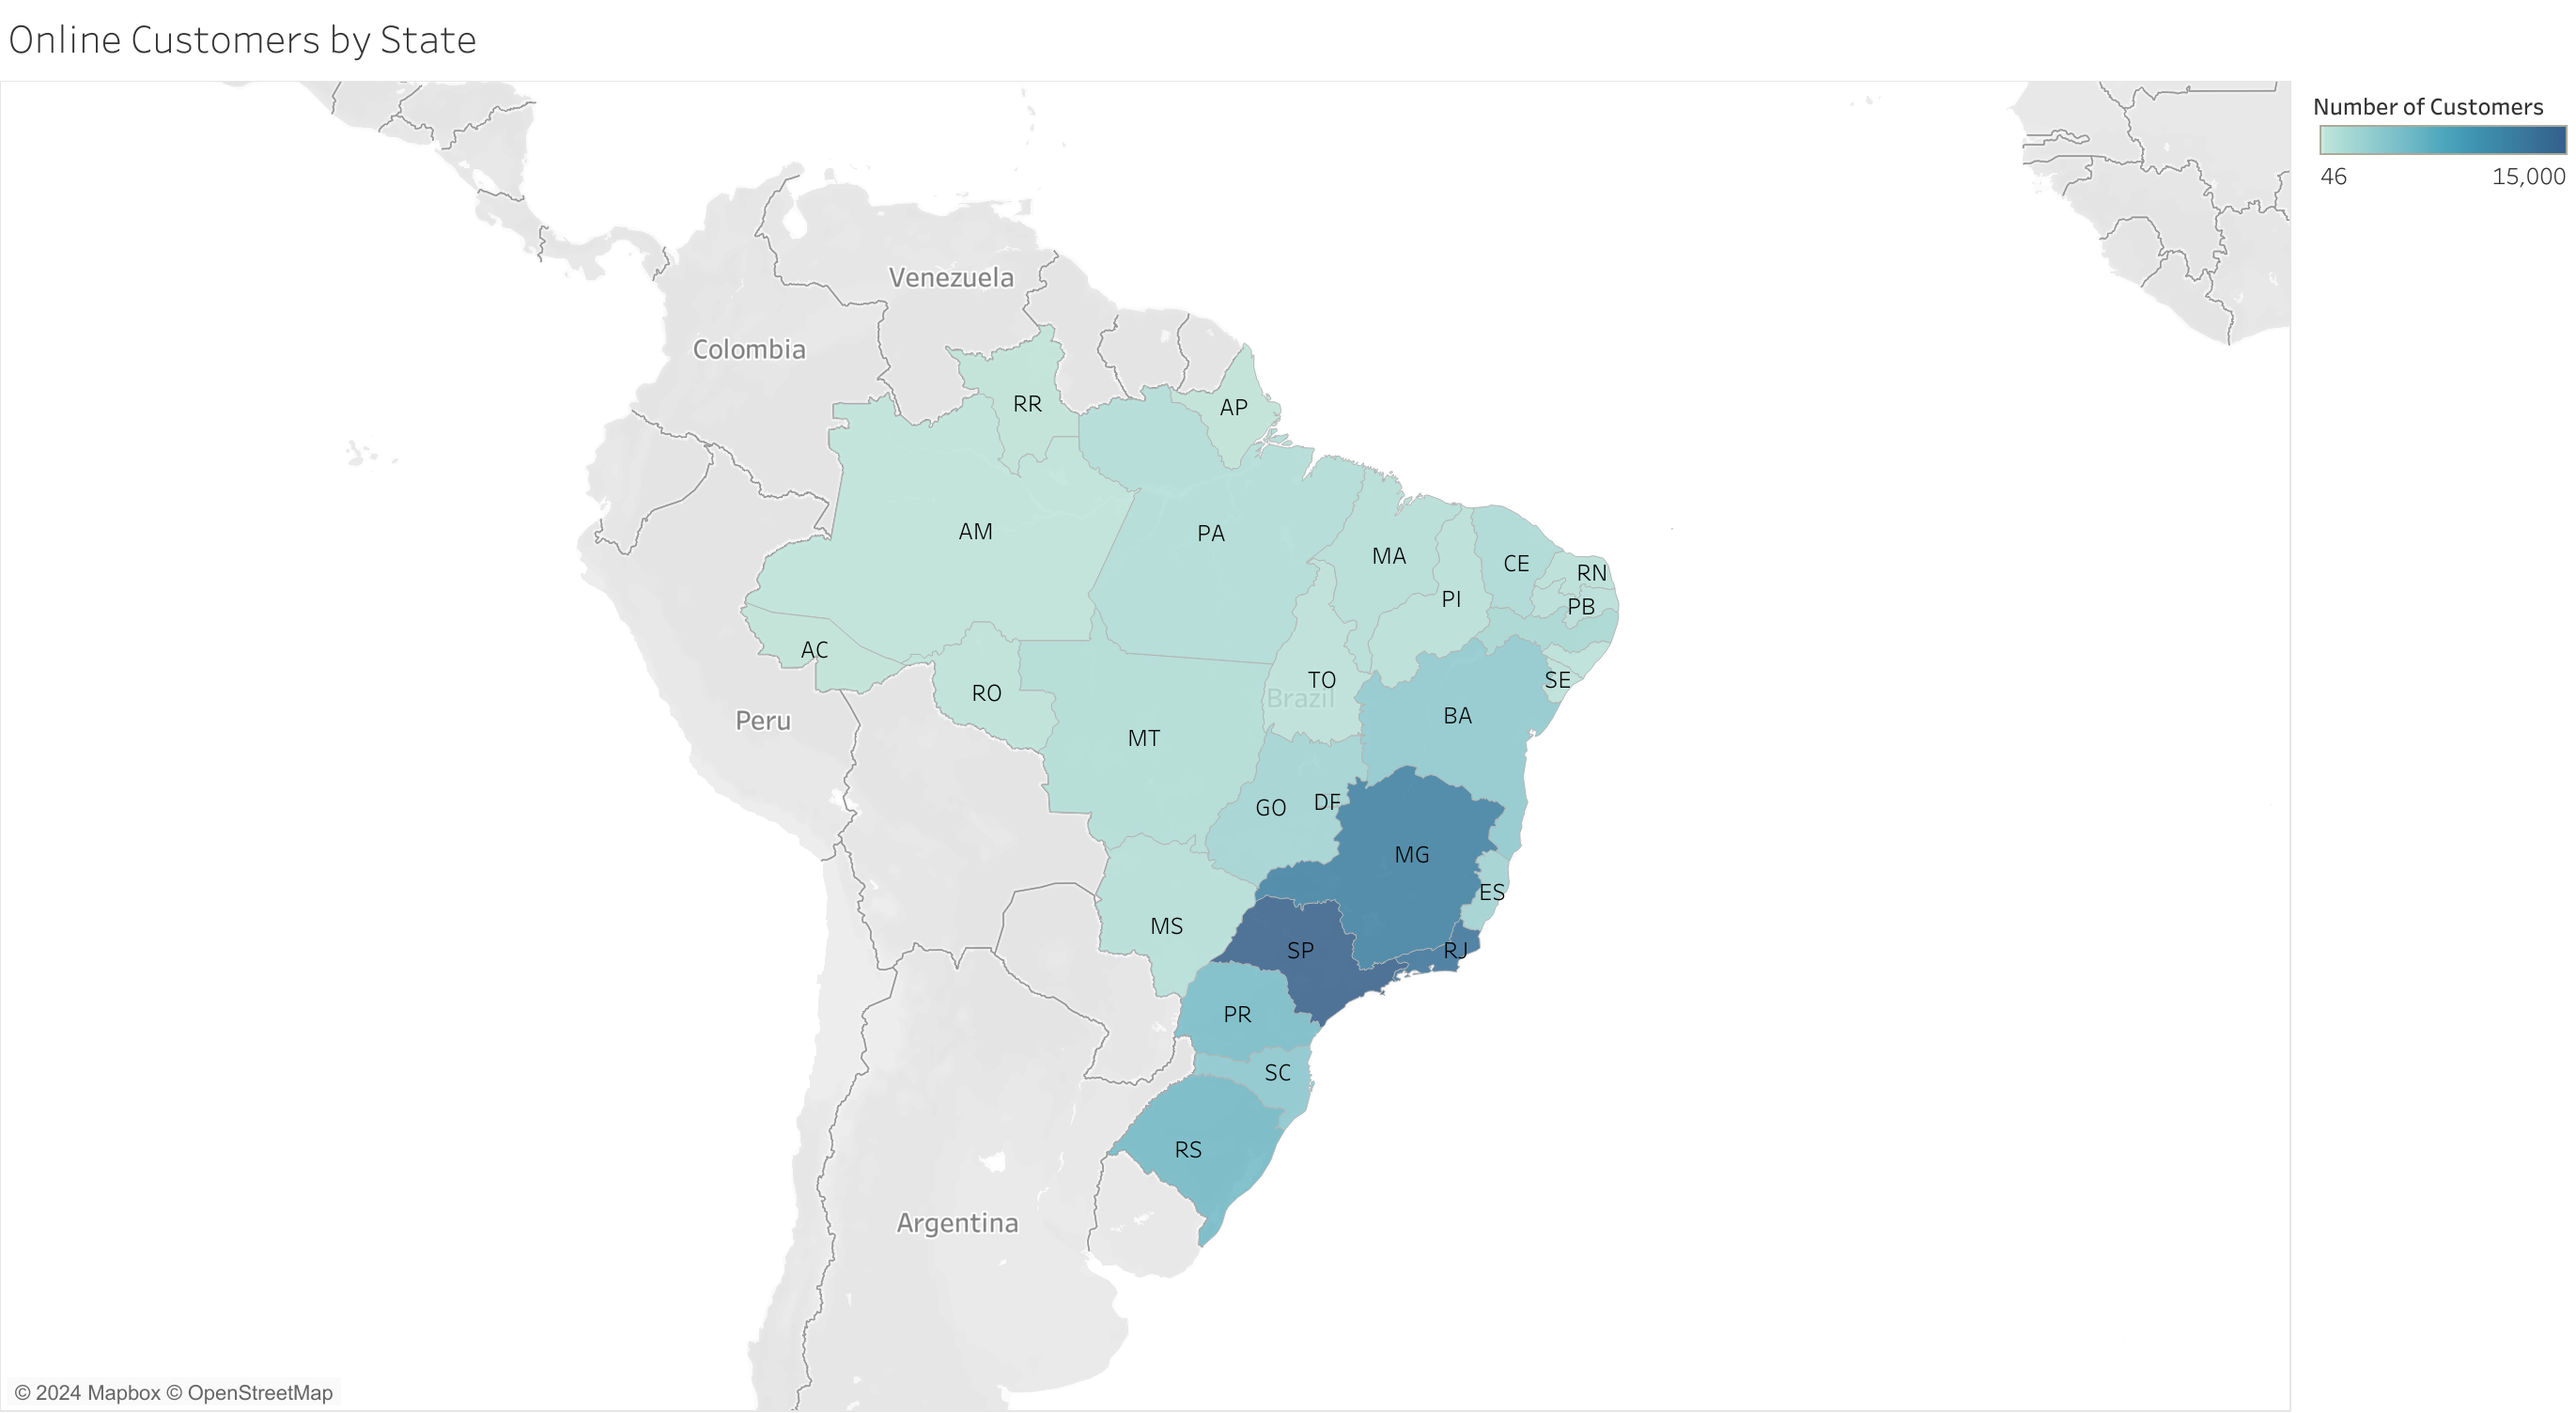 Online Customers by State
Number of Customers
46 15,000
Venezuela
Colombia
RR
AP
AM
PA
MA
CE
RN
PI
PB
AC
RO
TO
SE
Brazil
BA
Peru
MT
GO
DF
MG
ES
MS
SP
RJ
PR
SC
RS
Argentina
© 2024 Mapbox © OpenStreetMap